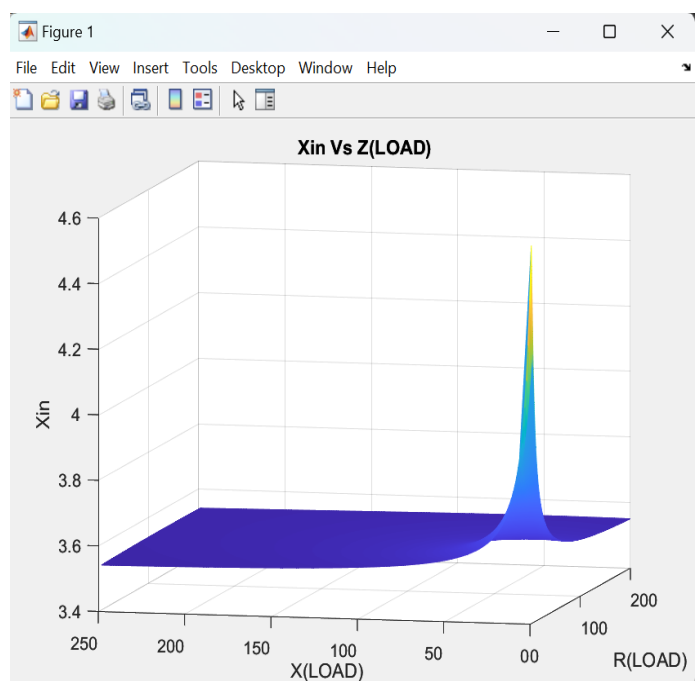 Figure 1
File Edit View Insert Tools Desktop Window Help
Xin Vs Z(LOAD)
4.6
4.4
4.2
4
3.8
3.6
3.4
Xin
250 200 150 100 50 0
X(LOAD)
0 100 200
R(LOAD)